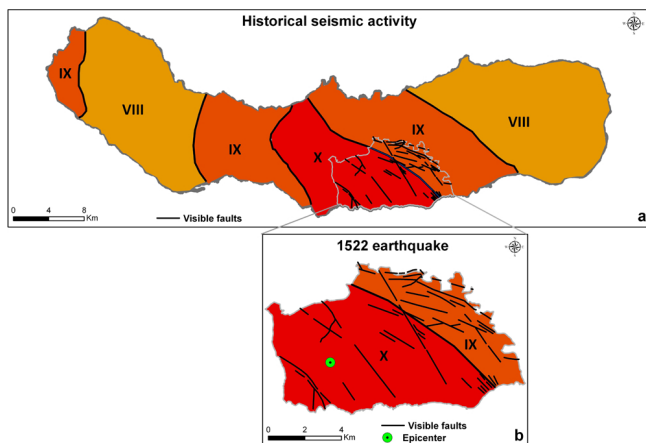 Historical seismic activity
IX
VIII
IX
X
IX
VIII
0 4 8
Km
Visible faults
a
1522 earthquake
IX
X
0 2 4
Km
Visible faults
Epicenter
b